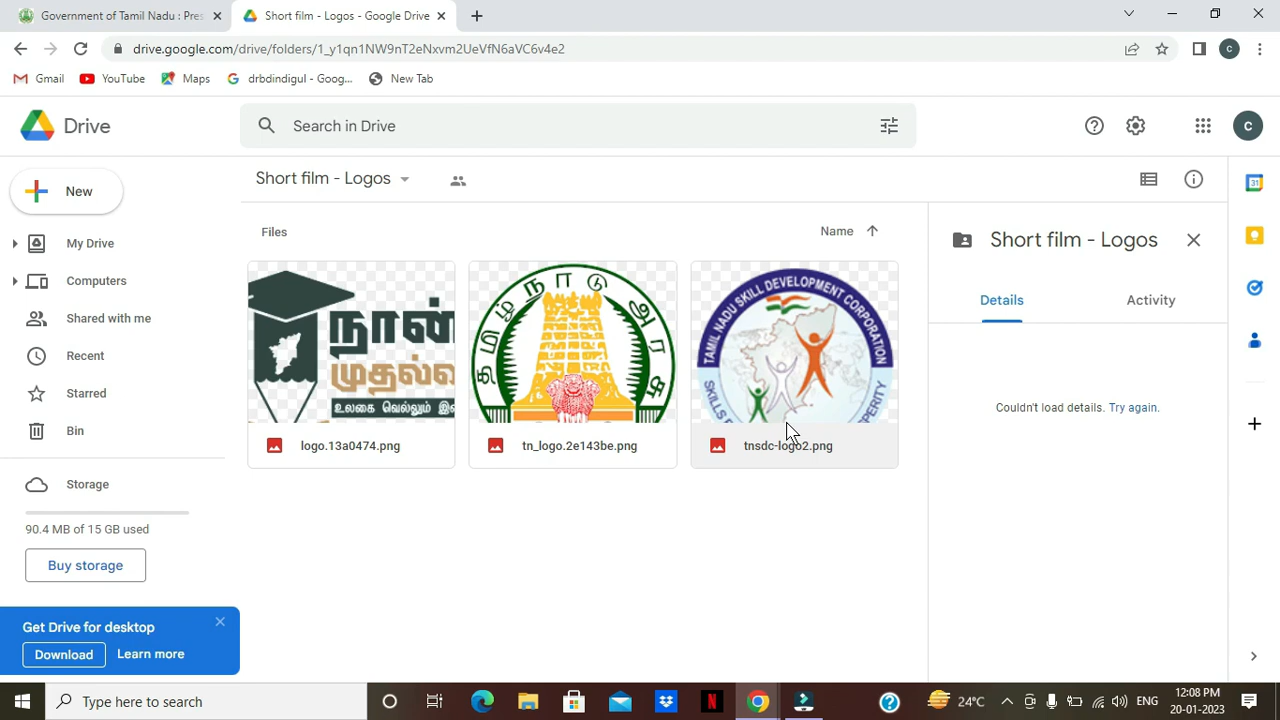 Government of Tamil Nadu : Pres
Short film - Logos - Google Drive
drive.google.com/drive/folders/1_y1qn1NW9nT2eNxvm2UeVfN6aVC6v4e2
C
Gmail
YouTube
Maps
drbdindigul - Goog...
New Tab
Drive
Search in Drive
C
New
Short film - Logos
My Drive
Computers
Shared with me
Recent
Starred
Bin
Storage
90.4 MB of 15 GB used
Buy storage
Get Drive for desktop
Download
Learn more
Files
Name
நான்
முதல்
உலகை வெல்லும்
logo.13a0474.png
தமிழ்நாடு அரசு
tn_logo.2e143be.png
TAMIL NADU SKILL DEVELOPMENT CORPORATION
SKILLS
PERITY
tnsdc-logo2.png
Short film - Logos
Details
Activity
Couldn't load details. Try again.
31
Type here to search
24°C
ENG
12:08 PM
20-01-2023